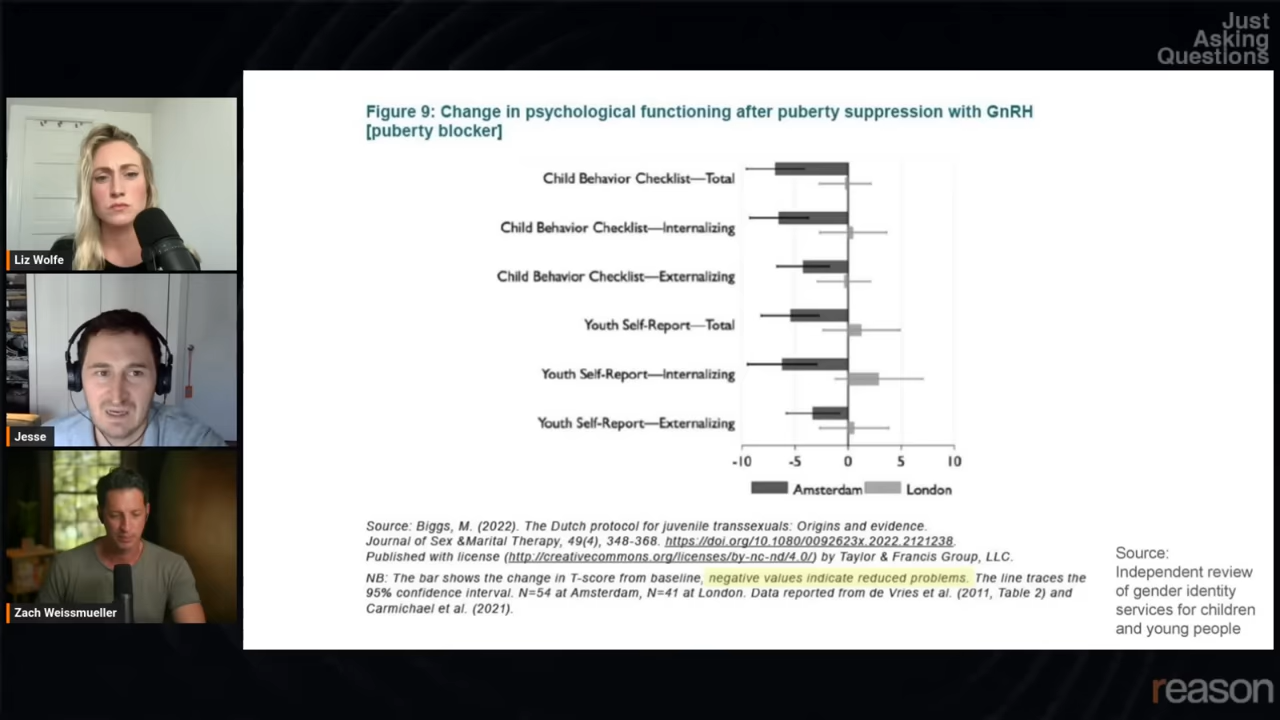 Just
Asking
Questions
Figure 9: Change in psychological functioning after puberty suppression with GnRH
[puberty blocker]
Child Behavior Checklist—Total
Child Behavior Checklist—Internalizing
Child Behavior Checklist—Externalizing
Youth Self-Report—Total
Youth Self-Report—Internalizing
Youth Self-Report—Externalizing
-10 -5 0 5 10
Amsterdam London
Source: Biggs, M. (2022). The Dutch protocol for juvenile transsexuals: Origins and evidence.
Journal of Sex &Marital Therapy, 49(4), 348-368. https://doi.org/10.1080/0092623x.2022.2121238.
Published with license (http://creativecommons.org/licenses/by-nc-nd/4.0/) by Taylor & Francis Group, LLC.
NB: The bar shows the change in T-score from baseline, negative values indicate reduced problems. The line traces the
95% confidence interval. N=54 at Amsterdam, N=41 at London. Data reported from de Vries et al. (2011, Table 2) and
Carmichael et al. (2021).
Source:
Independent review
of gender identity
services for children
and young people
Liz Wolfe
Jesse
Zach Weissmueller
reason